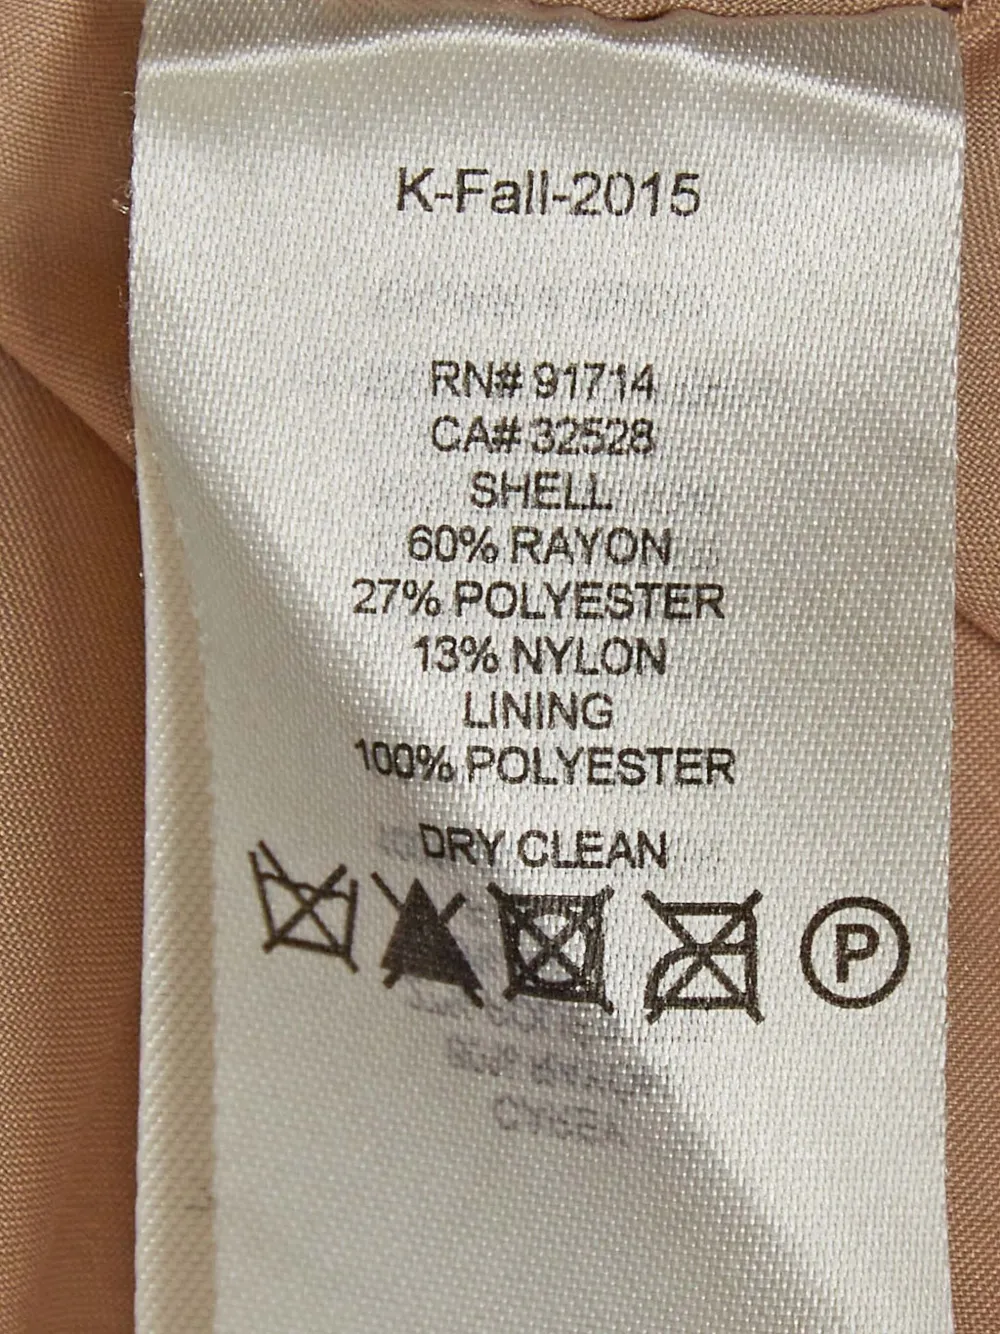 K-Fall-2015
RN# 91714
CA# 32528
SHELL
60% RAYON
27% POLYESTER
13% NYLON
LINING
100% POLYESTER
DRY CLEAN
P